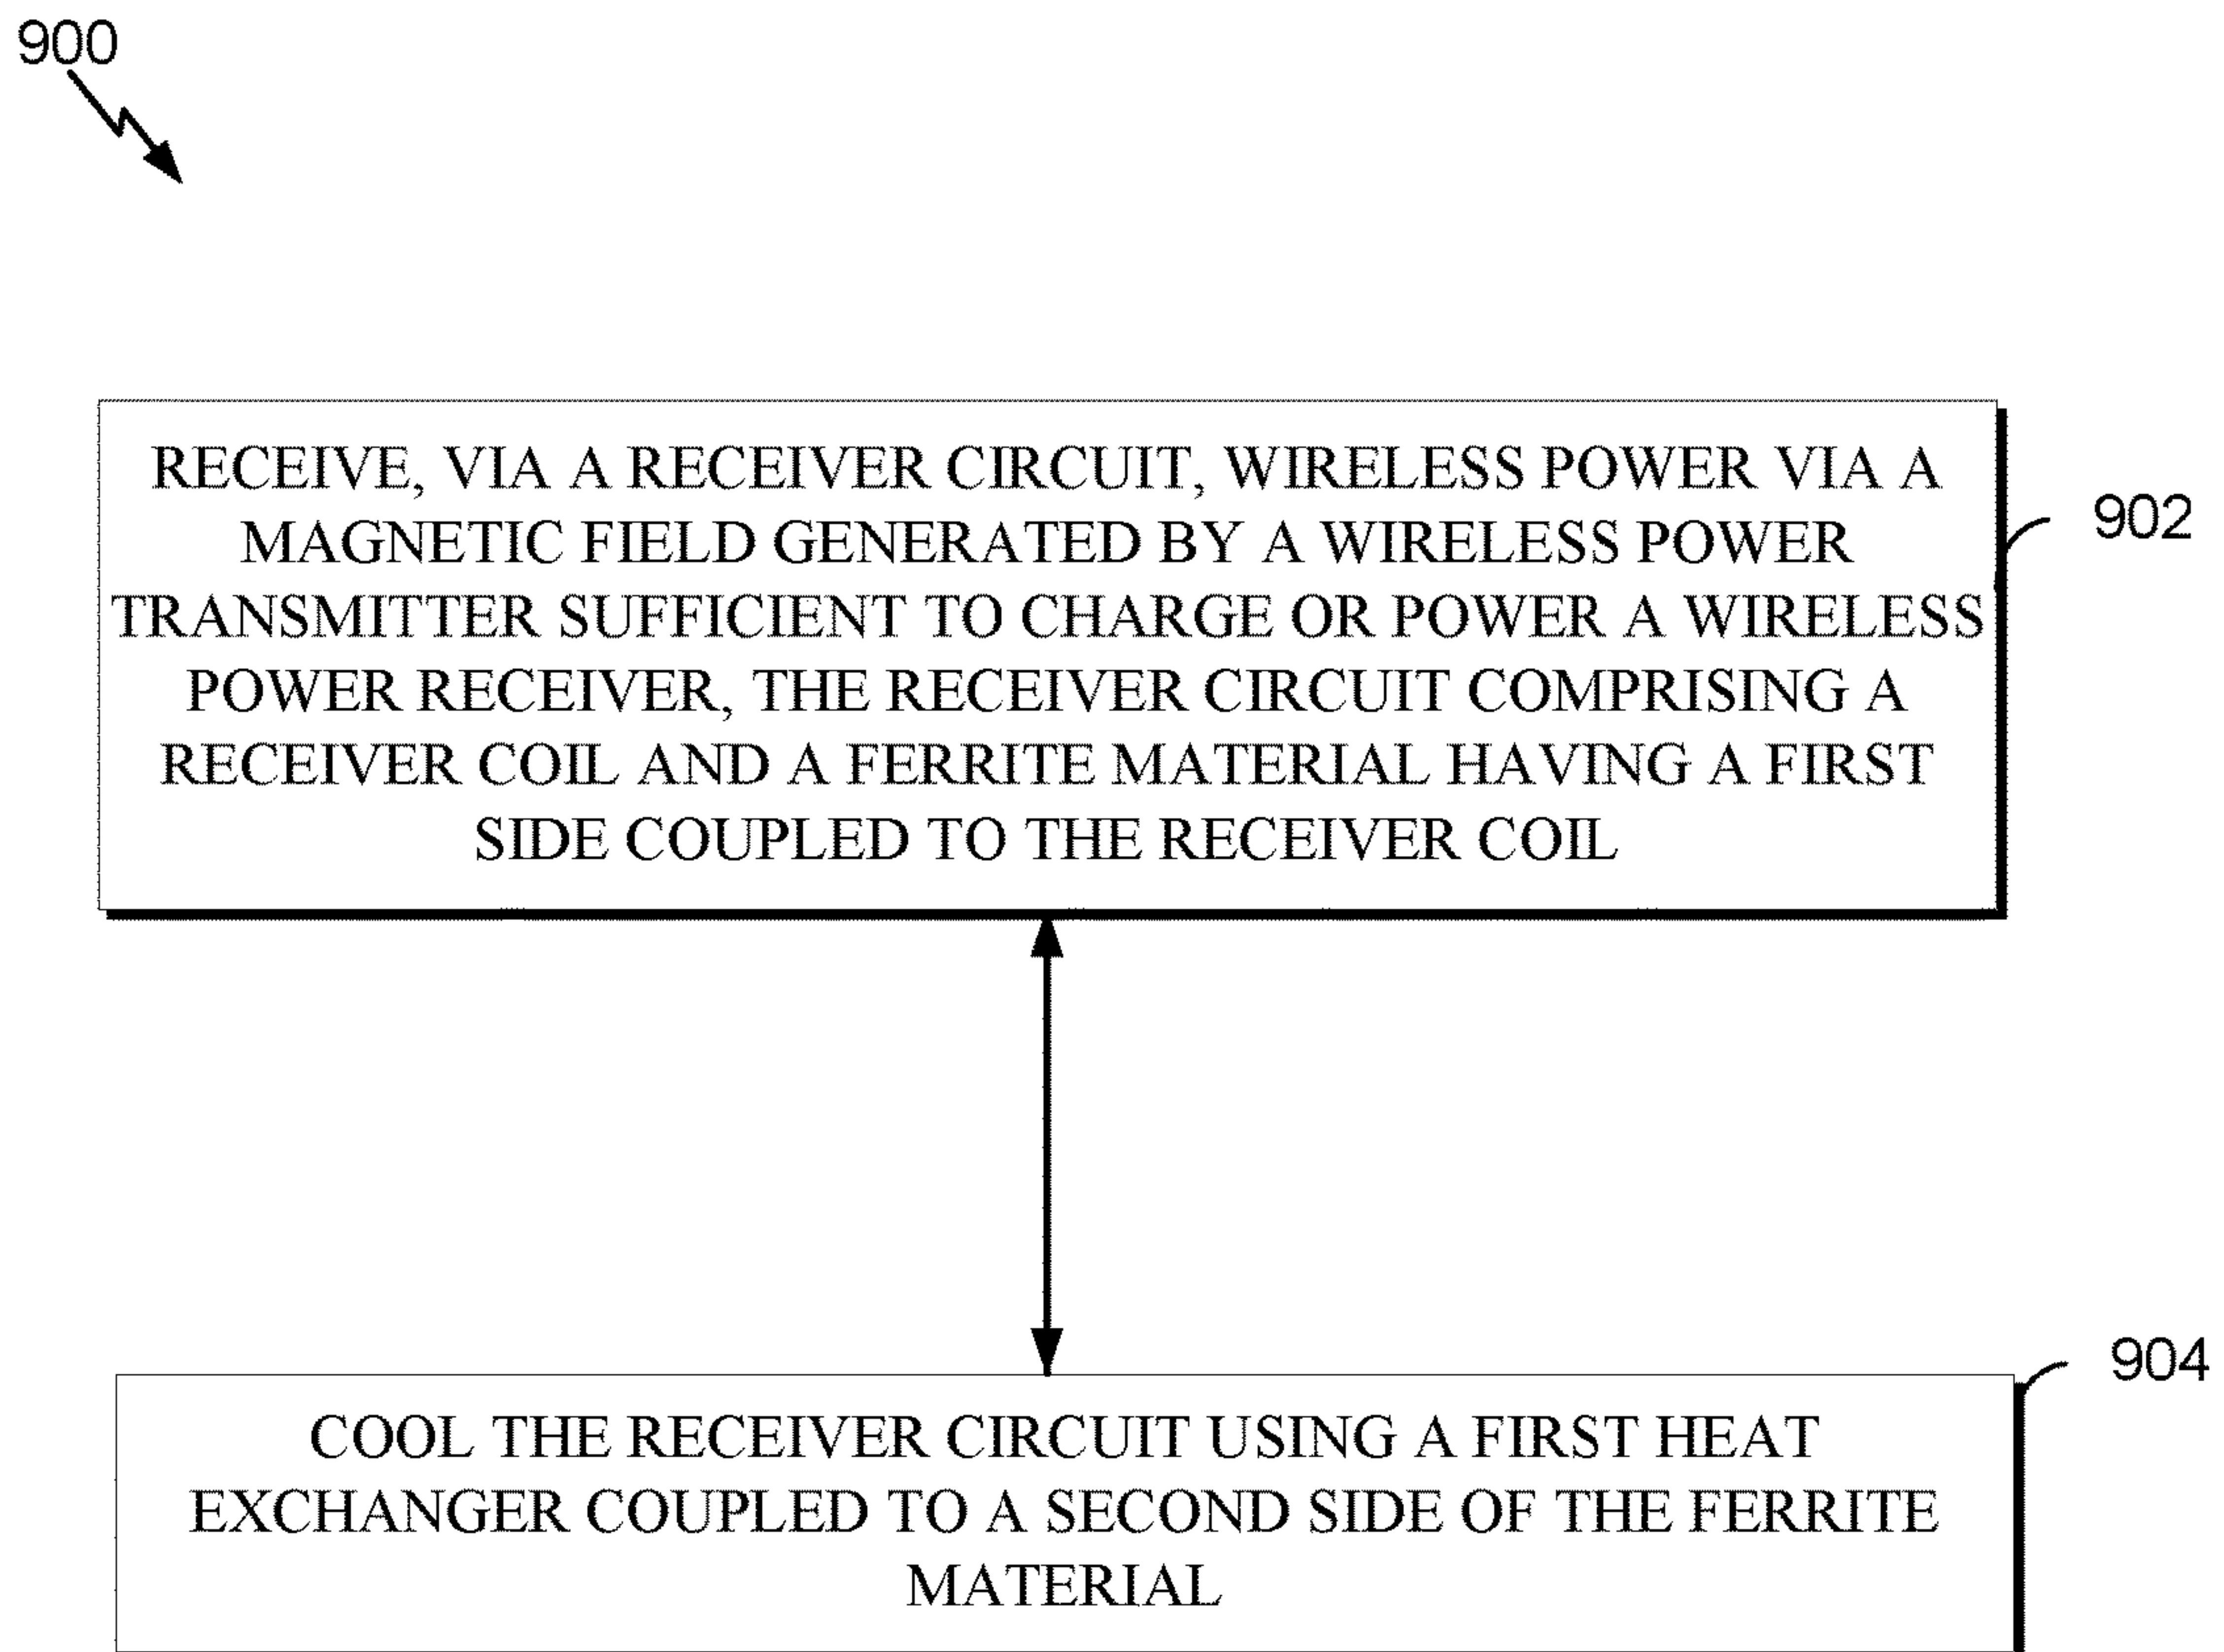 900
RECEIVE, VIA A RECEIVER CIRCUIT, WIRELESS POWER VIA A
MAGNETIC FIELD GENERATED BY A WIRELESS POWER
TRANSMITTER SUFFICIENT TO CHARGE OR POWER A WIRELESS
POWER RECEIVER, THE RECEIVER CIRCUIT COMPRISING A
RECEIVER COIL AND A FERRITE MATERIAL HAVING A FIRST
SIDE COUPLED TO THE RECEIVER COIL
902
904
COOL THE RECEIVER CIRCUIT USING A FIRST HEAT
EXCHANGER COUPLED TO A SECOND SIDE OF THE FERRITE
MATERIAL